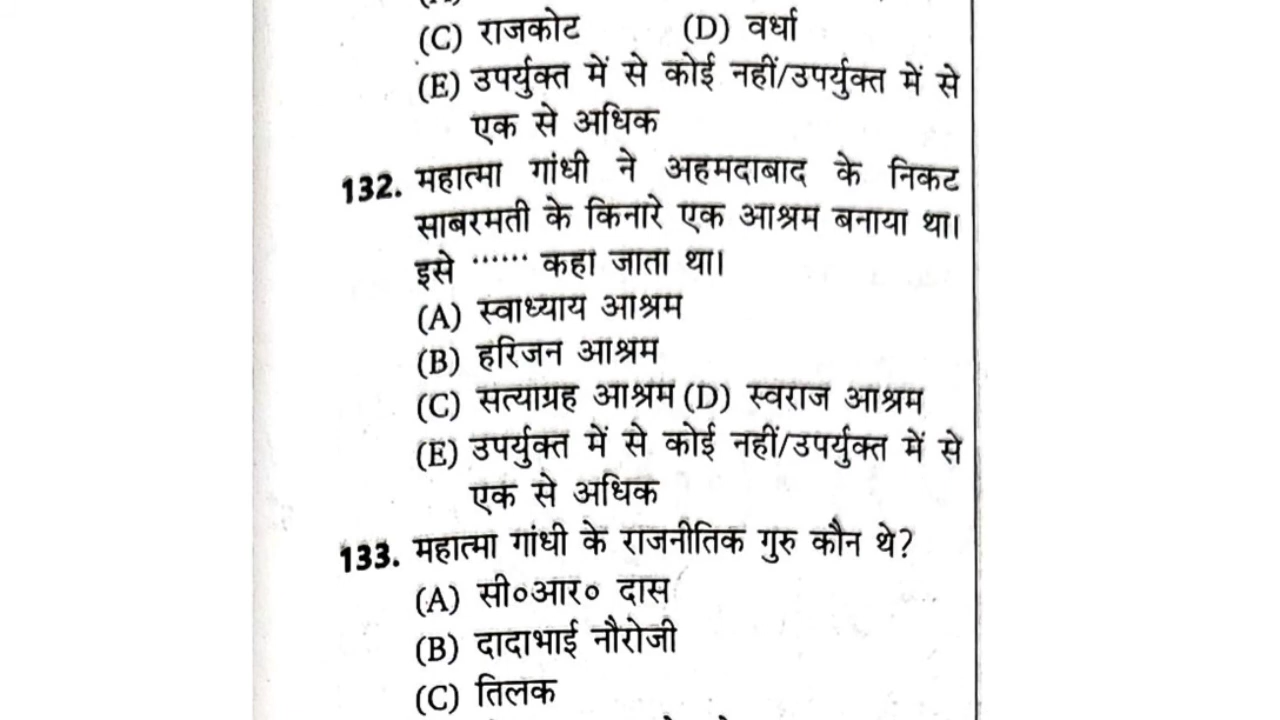 (C) राजकोट (D) वर्धा
(E) उपर्युक्त में से कोई नहीं/उपर्युक्त में से
एक से अधिक
132. महात्मा गांधी ने अहमदाबाद के निकट
साबरमती के किनारे एक आश्रम बनाया था।
इसे ...... कहा जाता था।
(A) स्वाध्याय आश्रम
(B) हरिजन आश्रम
(C) सत्याग्रह आश्रम (D) स्वराज आश्रम
(E) उपर्युक्त में से कोई नहीं/उपर्युक्त में से
एक से अधिक
133. महात्मा गांधी के राजनीतिक गुरु कौन थे?
(A) सी०आर० दास
(B) दादाभाई नौरोजी
(C) तिलक